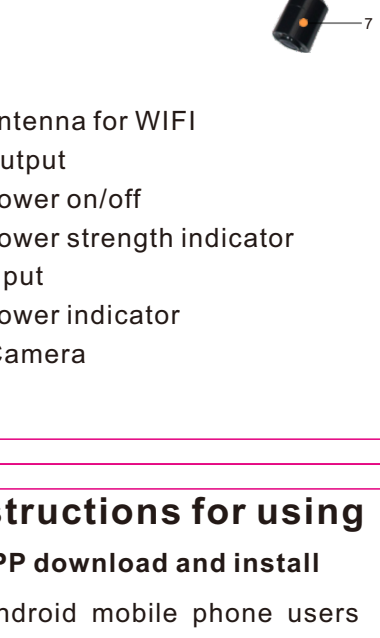 7
ntenna for WIFI
utput
ower on/off
ower strength indicator
put
ower indicator
Camera
structions for using
PP download and install
ndroid mobile phone users